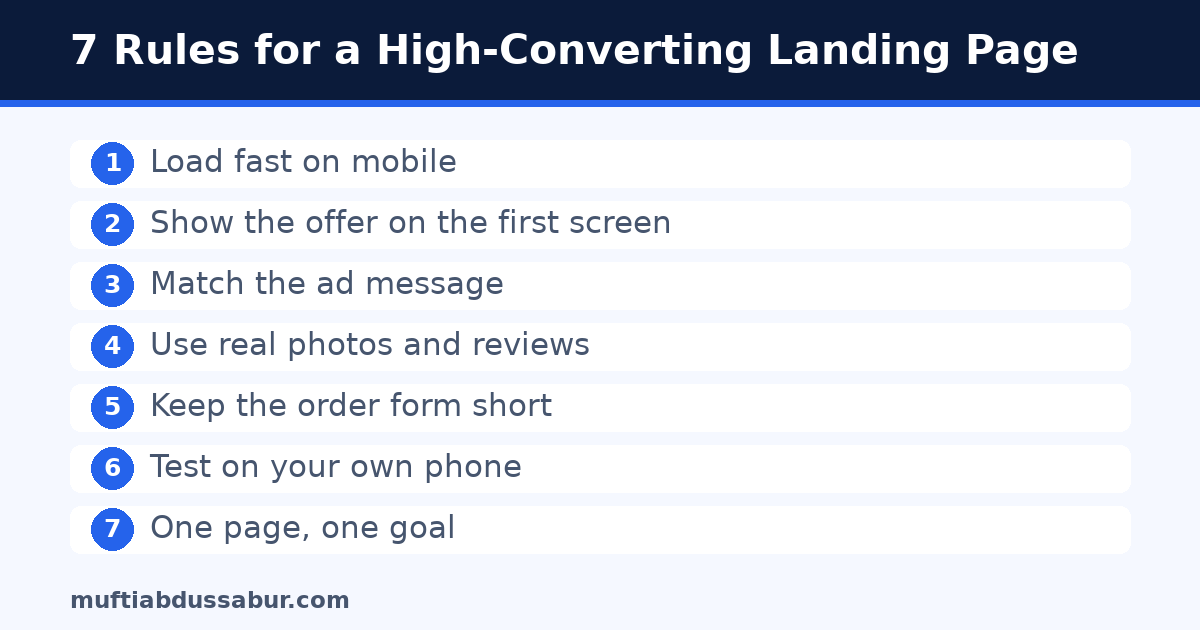 7 Rules for a High-Converting Landing Page
1 Load fast on mobile
2 Show the offer on the first screen
3 Match the ad message
4 Use real photos and reviews
5 Keep the order form short
6 Test on your own phone
7 One page, one goal
muftiabdussabur.com